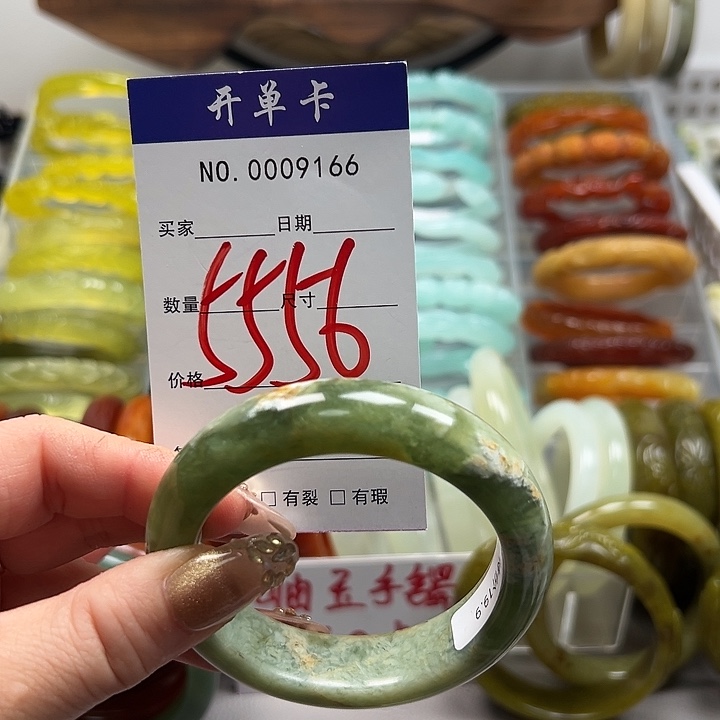 开单卡
NO.0009166
买家 日期
数量 尺寸
5556
价格
□有裂 □有瑕
岫玉手镯